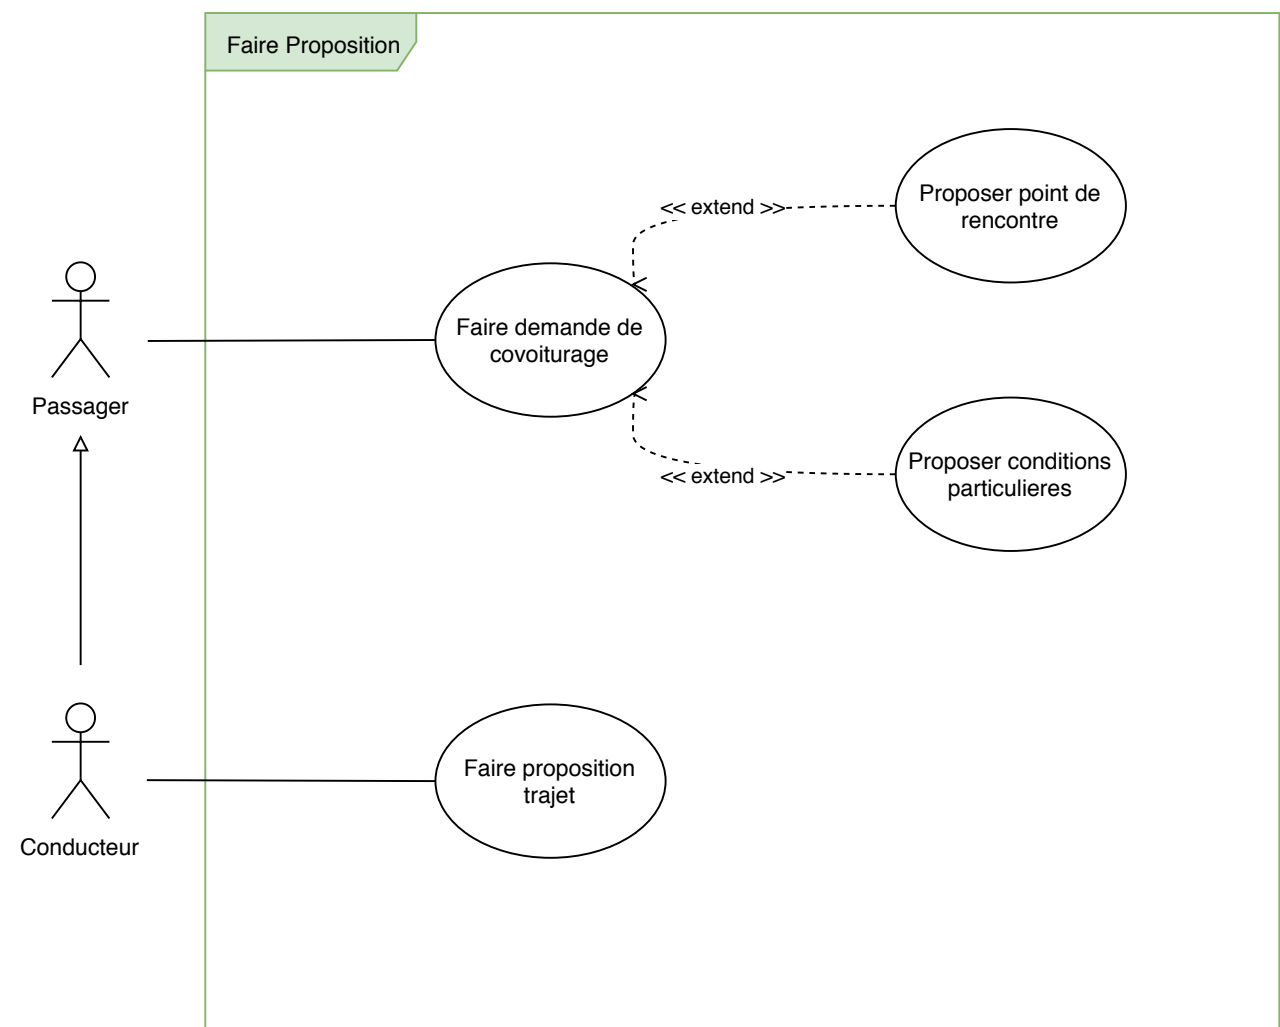 Faire Proposition
Proposer point de
rencontre
<< extend >>
Faire demande de
covoiturage
Passager
Proposer conditions
particulieres
<< extend >>
Faire proposition
trajet
Conducteur